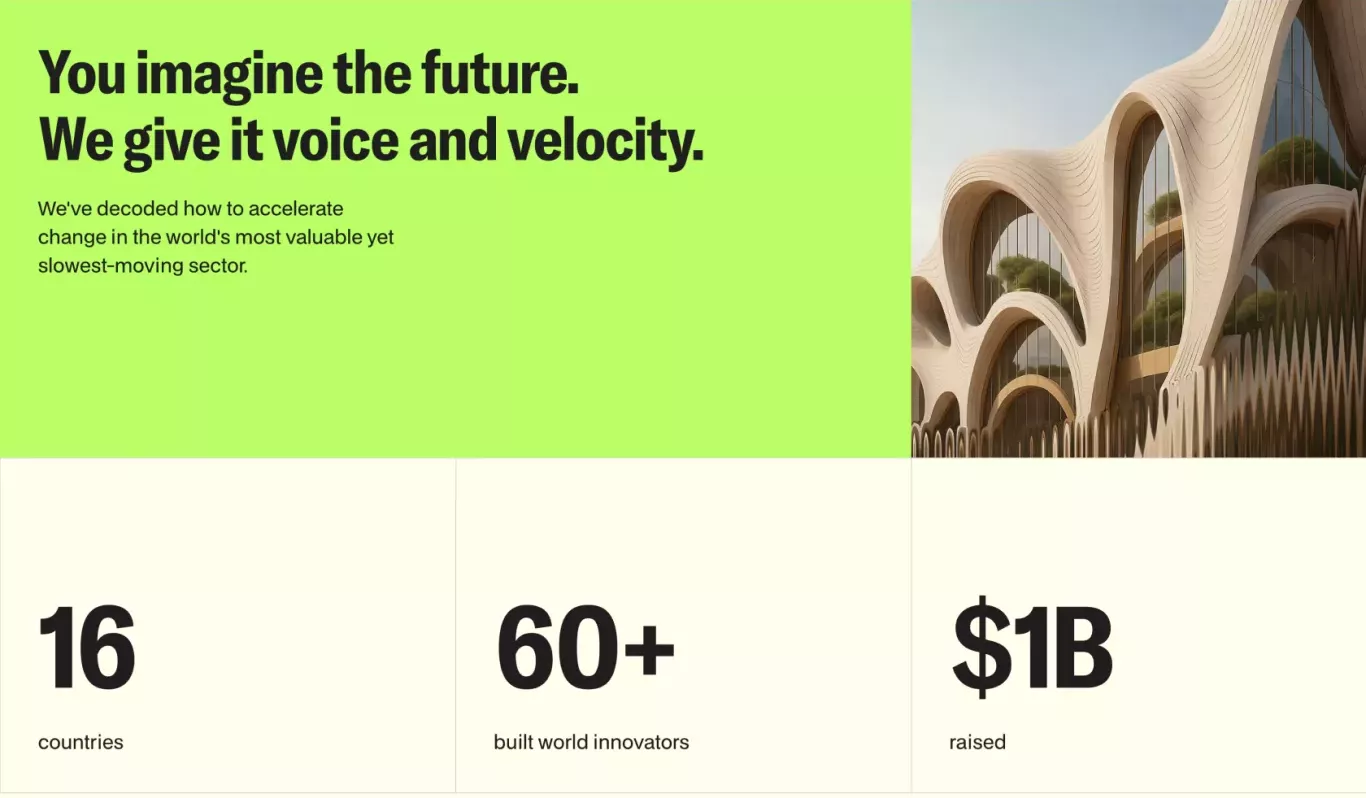 You imagine the future.
We give it voice and velocity.
We've decoded how to accelerate
change in the world's most valuable yet
slowest-moving sector.
16
countries
60+
built world innovators
$1B
raised